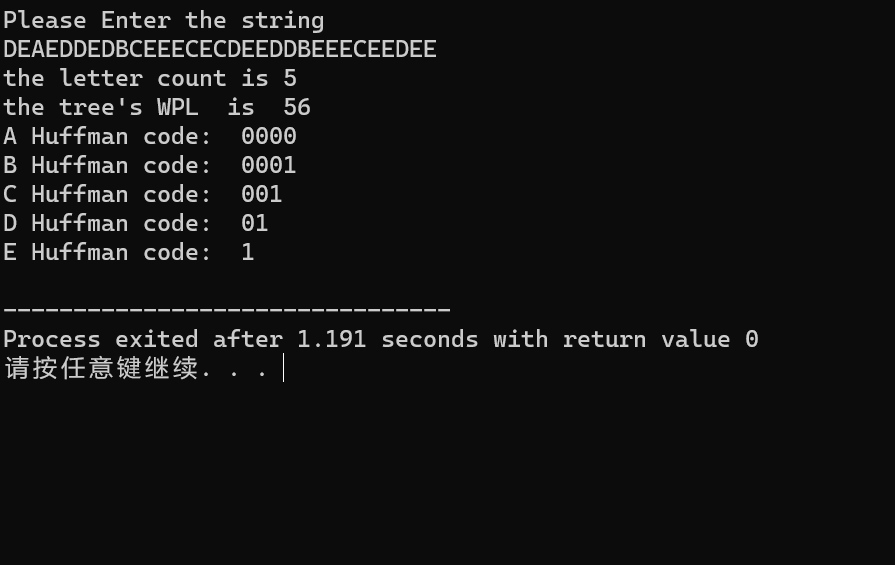 Please Enter the string
DEAEDDEDBCEEECECDEEDDBEEECEEDEE
the letter count is 5
the tree's WPL  is  56
A Huffman code:  0000
B Huffman code:  0001
C Huffman code:  001
D Huffman code:  01
E Huffman code:  1
--------------------------------
Process exited after 1.191 seconds with return value 0
请按任意键继续. . .